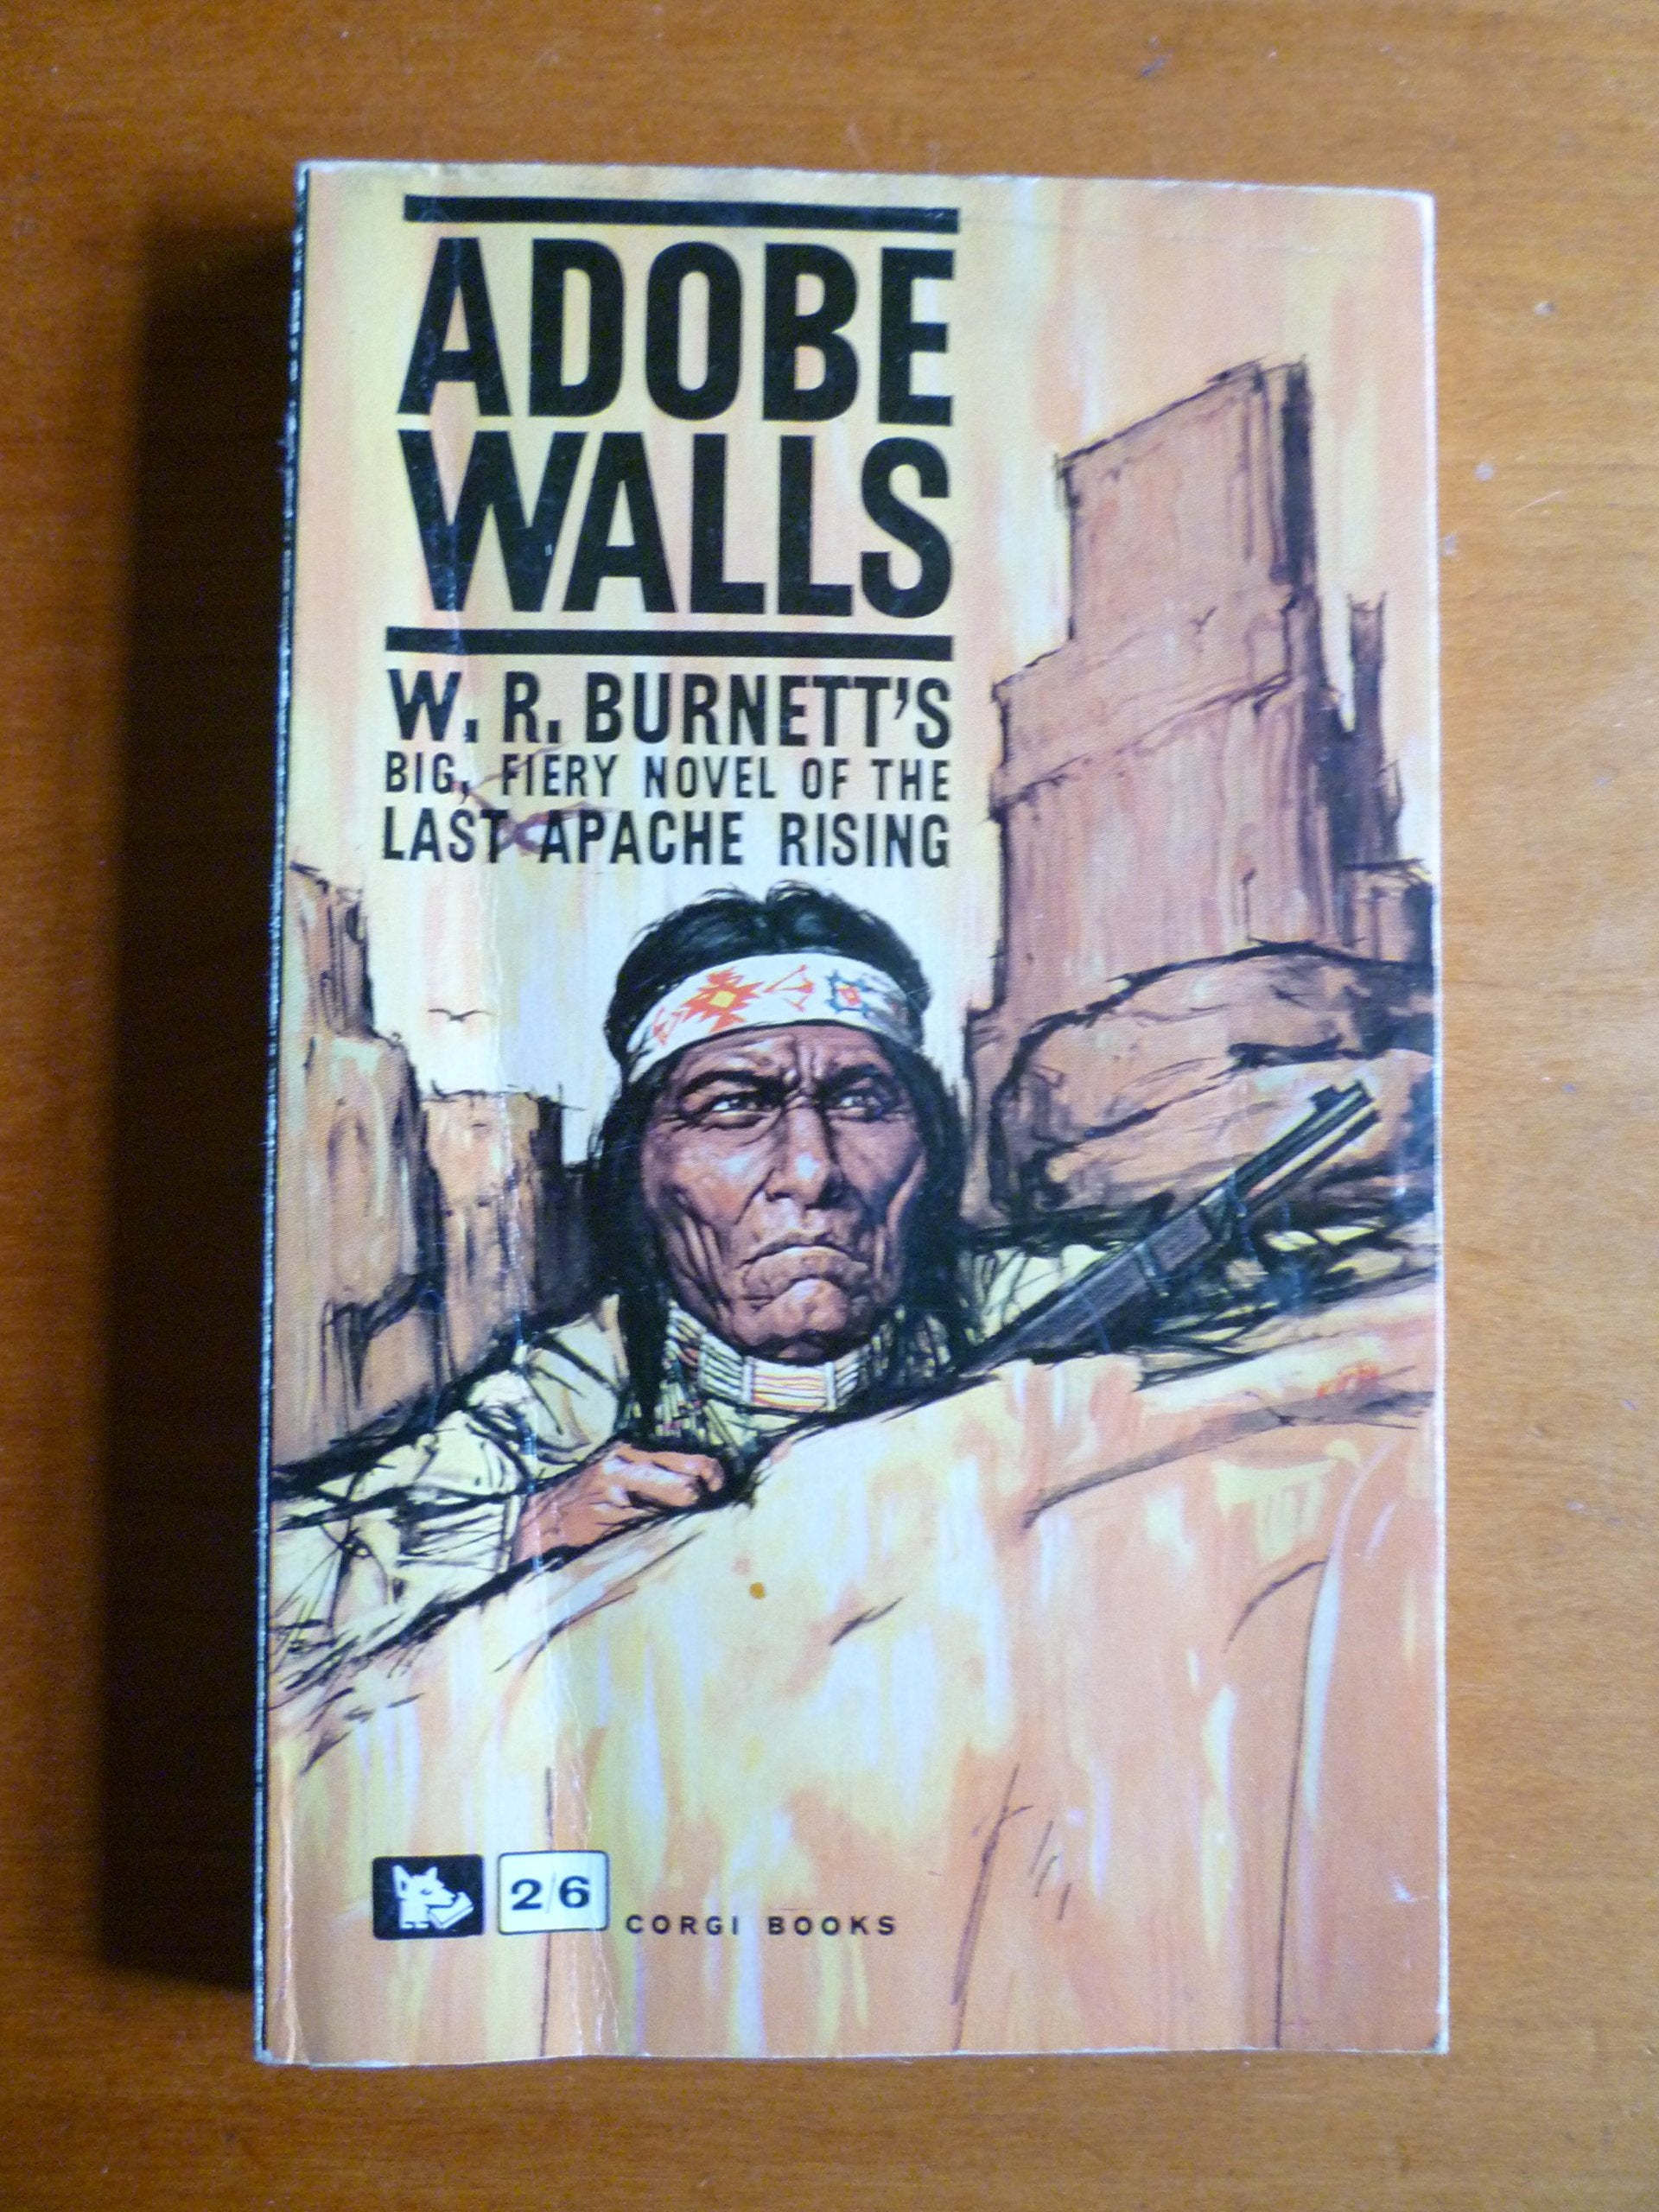 ADOBE
WALLS
W. R. BURNETT'S
BIG, FIERY NOVEL OF THE
LAST APACHE RISING
2/6
CORGI BOOKS